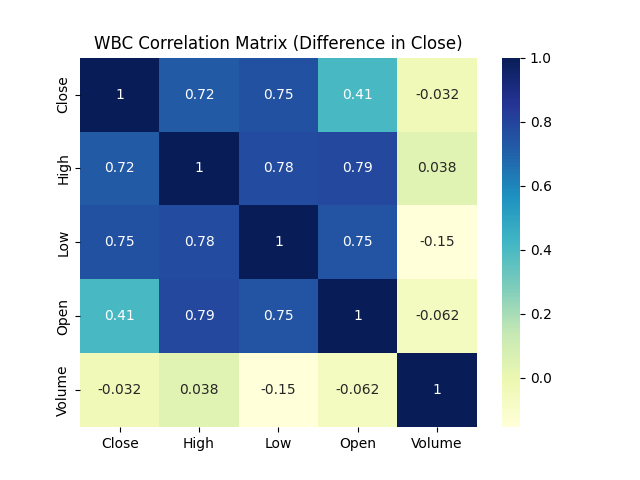 WBC Correlation Matrix (Difference in Close)
Close 1 0.72 0.75 0.41 -0.032
High 0.72 1 0.78 0.79 0.038
Low 0.75 0.78 1 0.75 -0.15
Open 0.41 0.79 0.75 1 -0.062
Volume -0.032 0.038 -0.15 -0.062 1
Close High Low Open Volume
1.0
0.8
0.6
0.4
0.2
0.0